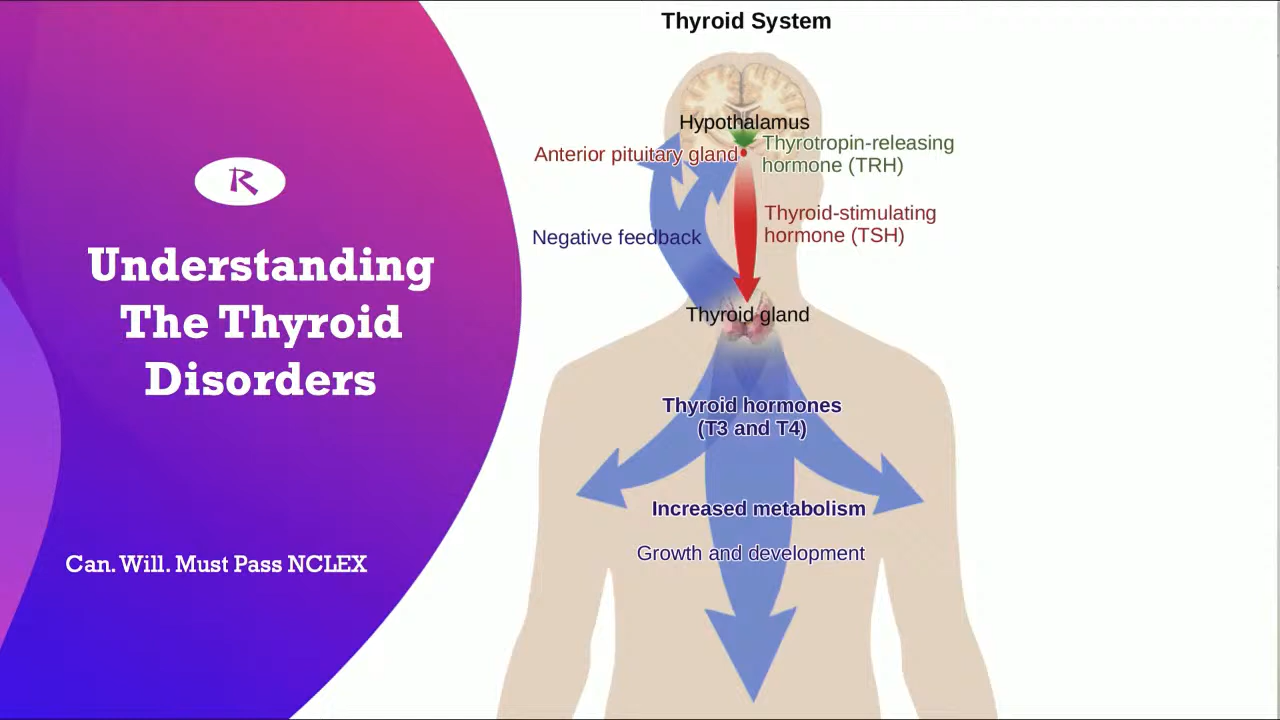 R
Understanding
The Thyroid
Disorders
Can. Will. Must Pass NCLEX
Thyroid System
Hypothalamus
Anterior pituitary gland
Thyrotropin-releasing
hormone (TRH)
Thyroid-stimulating
hormone (TSH)
Negative feedback
Thyroid gland
Thyroid hormones
(T3 and T4)
Increased metabolism
Growth and development